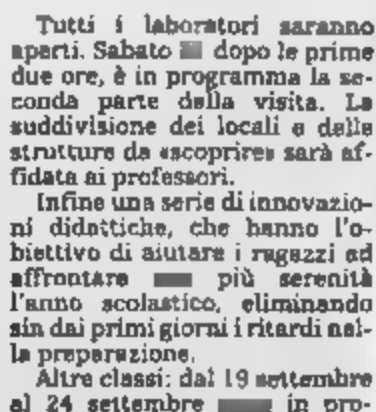 Tutti i laboratori saranno
aperti. Sabato dopo le prime
due ore, è in programma la se-
conda parte della visita. La
suddivisione dei locali e delle
strutture da «scoprire» sarà af-
fidata ai professori.
Infine una serie di innovazio-
ni didattiche, che hanno l'o-
biettivo di aiutare i ragazzi ad
affrontare più serenità
l'anno scolastico, eliminando
sin dai primi giorni i ritardi nel-
la preparazione.
Altre classi: dal 19 settembre
al 24 settembre in pro-